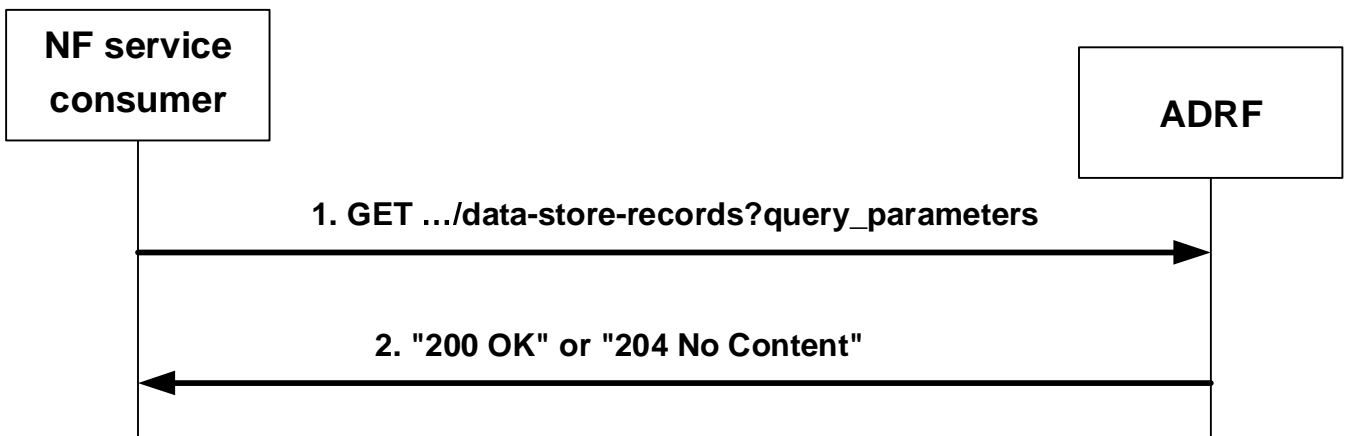 NF service
consumer
ADRF
1. GET …/data-store-records?query_parameters
2. "200 OK" or "204 No Content"